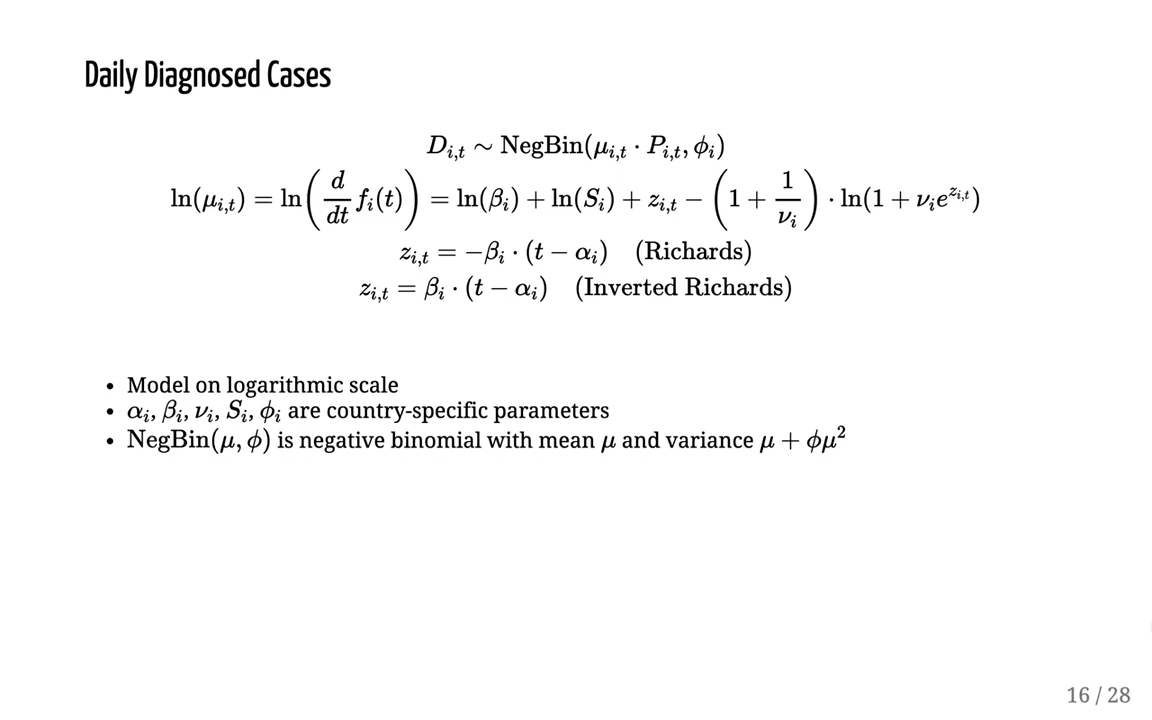 Daily Diagnosed Cases
D_{i,t} ∼ NegBin(μ_{i,t} · P_{i,t}, ϕ_i)
ln(μ_{i,t}) = ln(d/dt f_i(t)) = ln(β_i) + ln(S_i) + z_{i,t} − (1 + 1/ν_i) · ln(1 + ν_i e^{z_{i,t}})
z_{i,t} = −β_i · (t − α_i) (Richards)
z_{i,t} = β_i · (t − α_i) (Inverted Richards)
• Model on logarithmic scale
• α_i, β_i, ν_i, S_i, ϕ_i are country-specific parameters
• NegBin(μ, ϕ) is negative binomial with mean μ and variance μ + ϕμ²
16 / 28